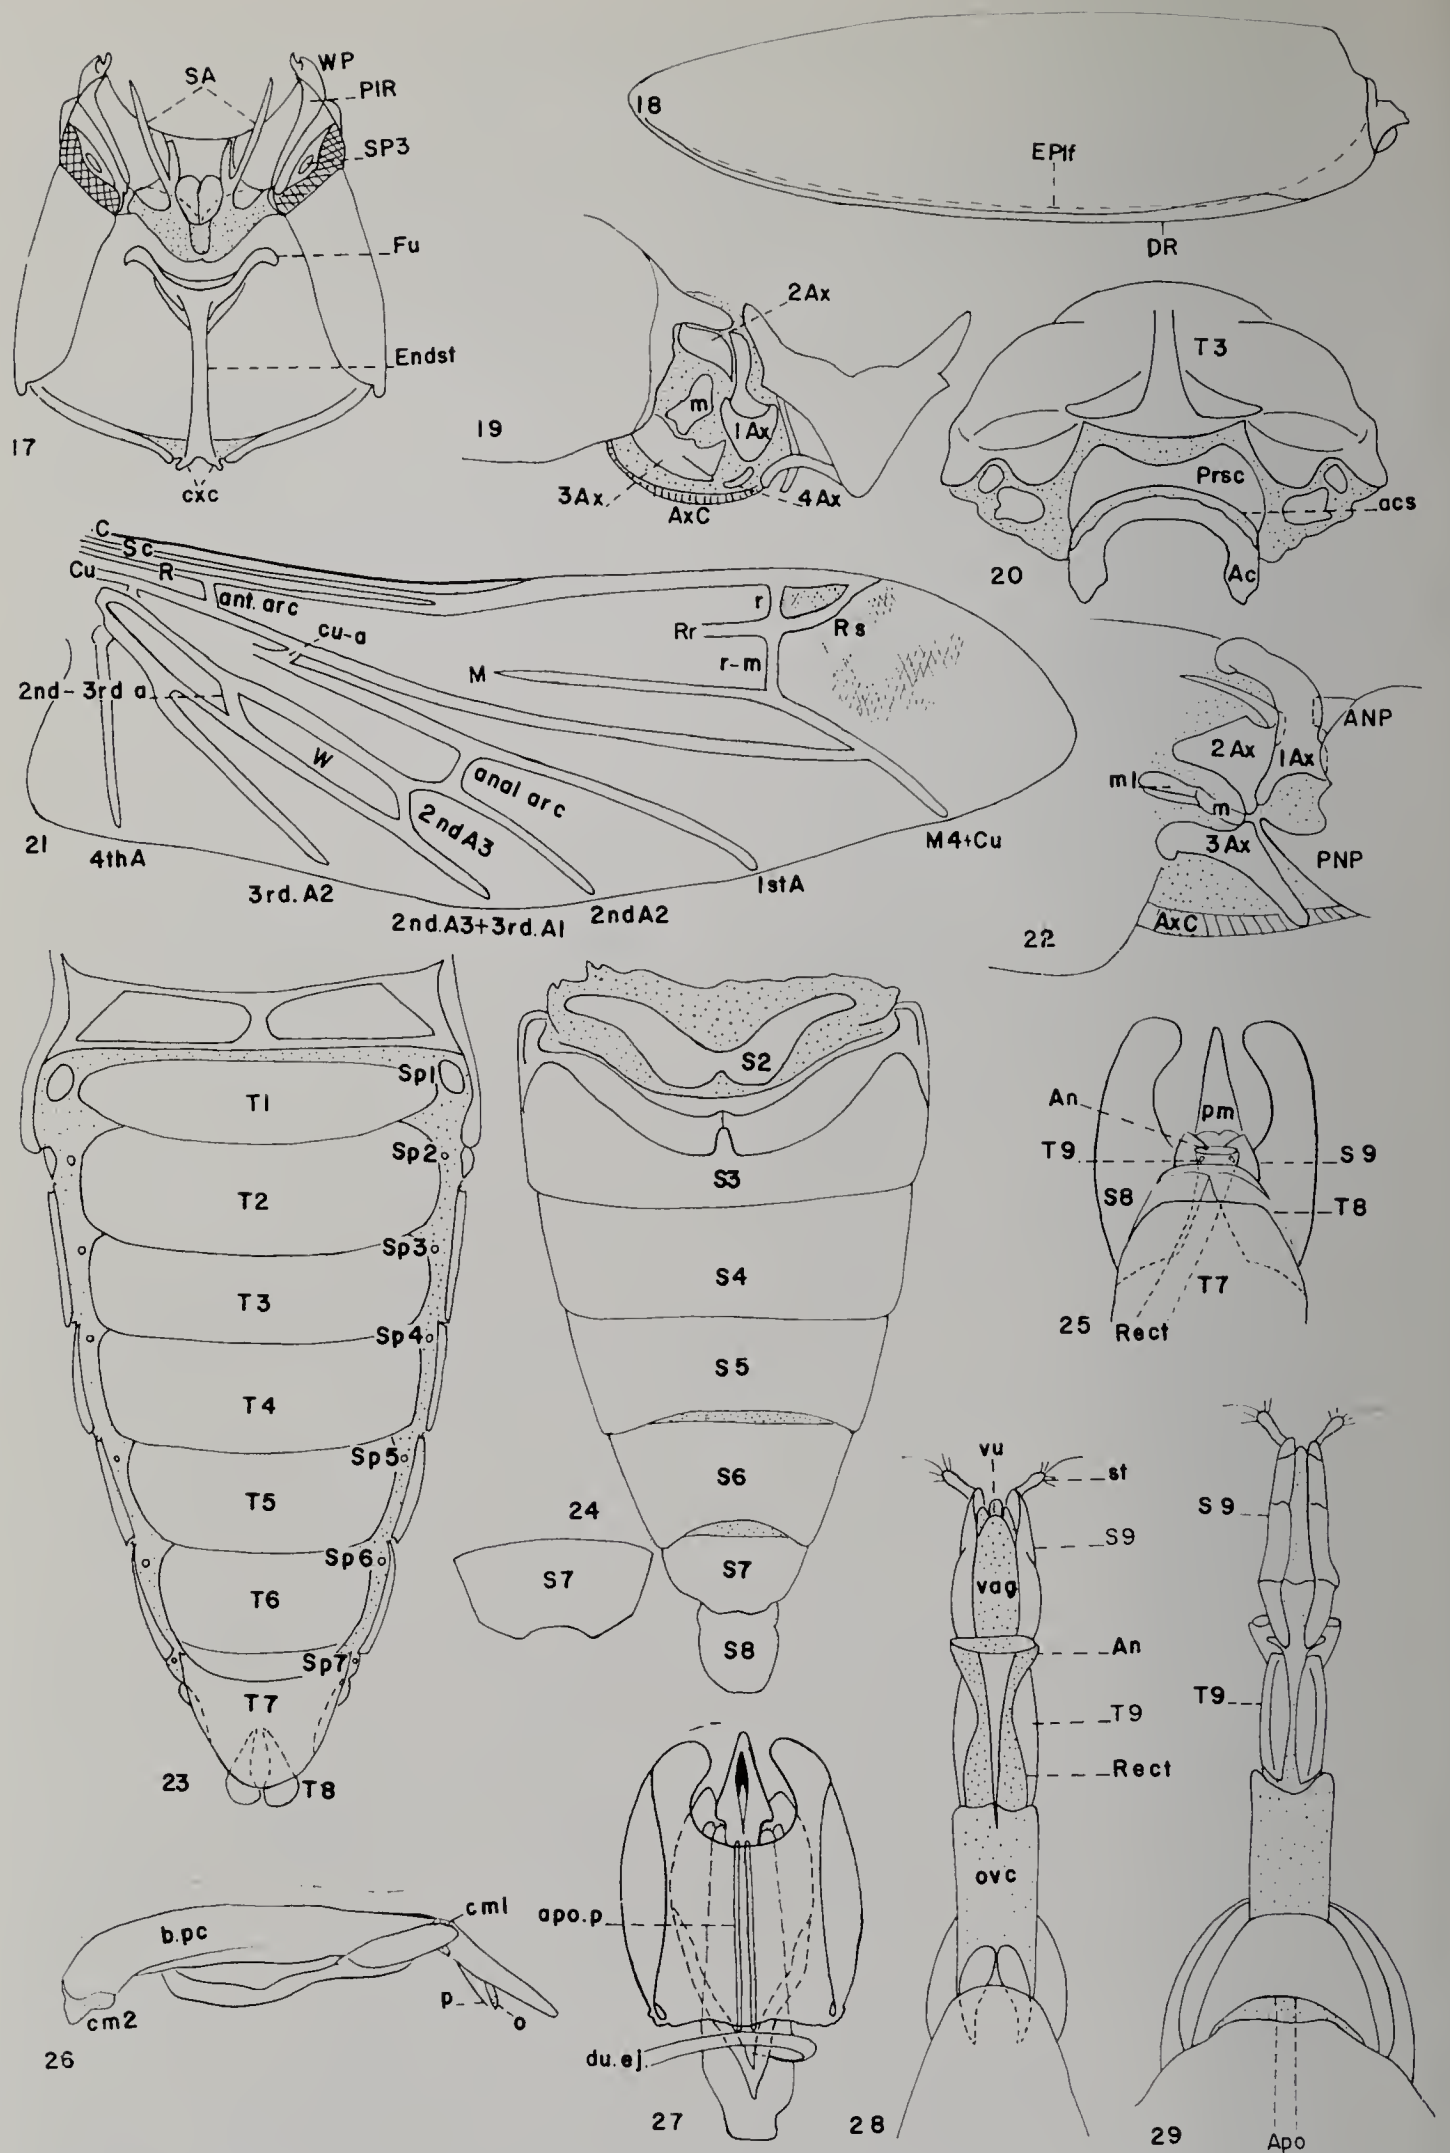 SA
WP
PlR
SP3
Fu
Endst
17
cxc
18
EPlf
DR
19
2Ax
m
1Ax
3Ax
4Ax
AxC
T3
Prsc
acs
Ac
20
C
Sc
Cu
R
ant. arc
cu-a
r
Rr
Rs
r-m
M
2nd-3rd a
W
anal arc
2ndA3
21
4thA
3rd.A2
2nd.A3+3rd.A1
2ndA2
1stA
M4+Cu
ANP
2Ax
1Ax
m1
m
3Ax
PNP
AxC
22
Sp1
T1
Sp2
T2
Sp3
T3
Sp4
T4
Sp5
T5
Sp6
T6
Sp7
T7
23
T8
S2
S3
S4
S5
S6
24
S7
S7
S8
An
pm
T9
S9
S8
T8
T7
25
Rect
b.pc
cm1
cm2
p
o
26
apo.p
du.ej.
27
vu
st
S9
vag
An
T9
Rect
ovc
28
S9
T9
29
Apo